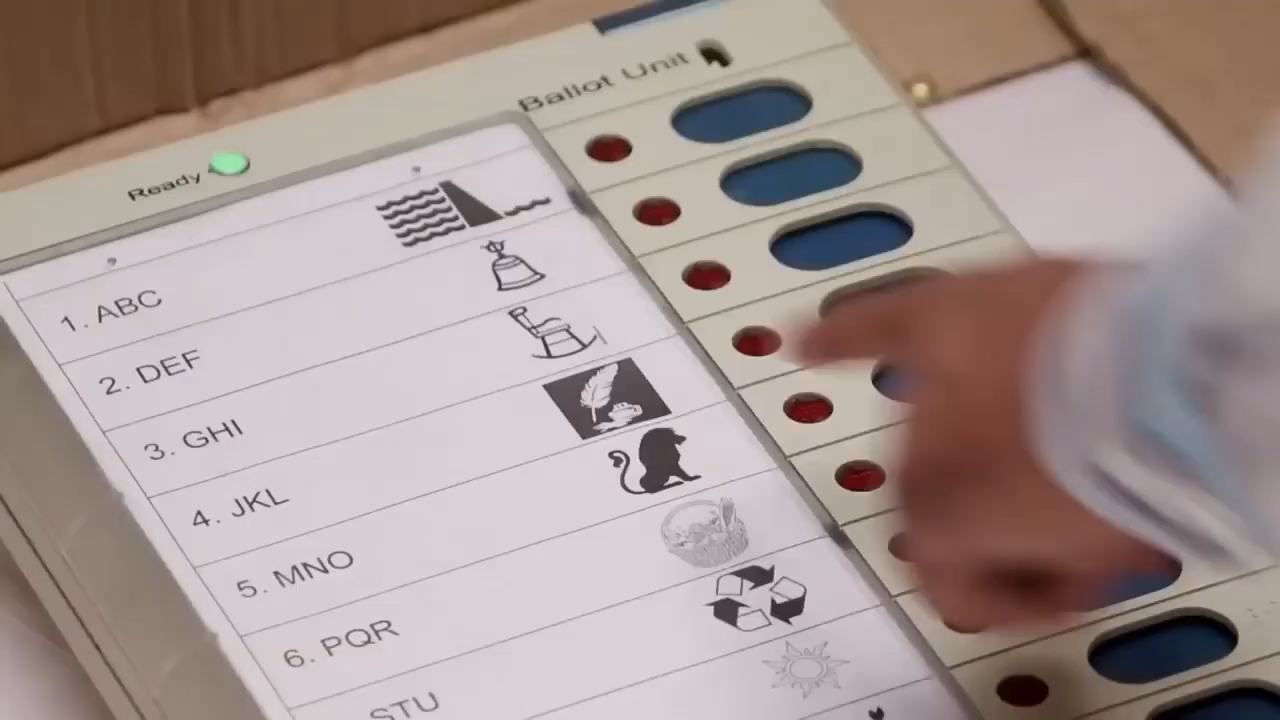 Ballot Unit
Ready
1. ABC
2. DEF
3. GHI
4. JKL
5. MNO
6. PQR
STU